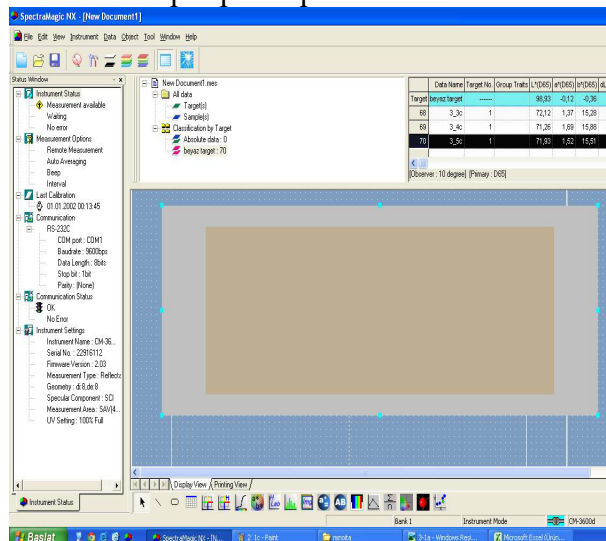 SpectraMagic NX - [New Document1]
File Edit View Instrument Data Object Tool Window Help
Status Window
Instrument Status
Measurement available
Waiting
No error
Measurement Options
Remote Measurement
Auto Averaging
Beep
Interval
Last Calibration
01.01.2002 00:13:45
Communication
RS-232C
COM port : COM1
Baudrate : 9600bps
Data Length : 8bits
Stop bit : 1bit
Parity : (None)
Communication Status
OK
No Error
Instrument Settings
Instrument Name : CM-36...
Serial No. : 22916112
Firmware Version : 2.03
Measurement Type : Reflecta
Geometry : di:8,de:8
Specular Component : SCI
Measurement Area : SAV(4...
UV Setting : 100% Full
Instrument Status
New Document1.mes
All data
Target(s)
Sample(s)
Classification by Target
Absolute data : 0
beyaz target : 70
Data Name Target No. Group Traits L*(D65) a*(D65) b*(D65) dL
Target beyaz target ------ 98,93 -0,12 -0,36
68 3_3c 1 72,12 1,37 15,28
69 3_4c 1 71,26 1,69 15,88
70 3_5c 1 71,83 1,52 15,51
[Observer : 10 degree] [Primary : D65]
Display View Printing View
Bank 1 Instrument Mode CM-3600d
Başlat SpectraMagic NX - [N... 2_1c - Paint minolta 3-1a - Windows Res... Microsoft Excel (Ürün...